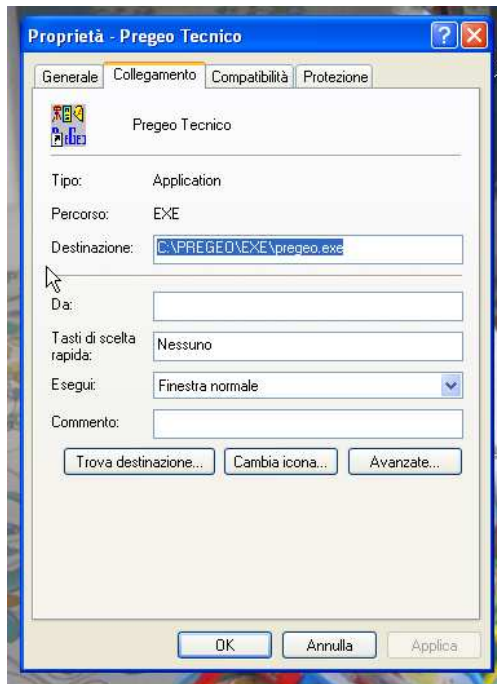 Proprietà - Pregeo Tecnico
Generale Collegamento Compatibilità Protezione
Pregeo Tecnico
Tipo: Application
Percorso: EXE
Destinazione: C:\PREGEO\EXE\pregeo.exe
Da:
Tasti di scelta
rapida: Nessuno
Esegui: Finestra normale
Commento:
Trova destinazione... Cambia icona... Avanzate...
OK Annulla Applica